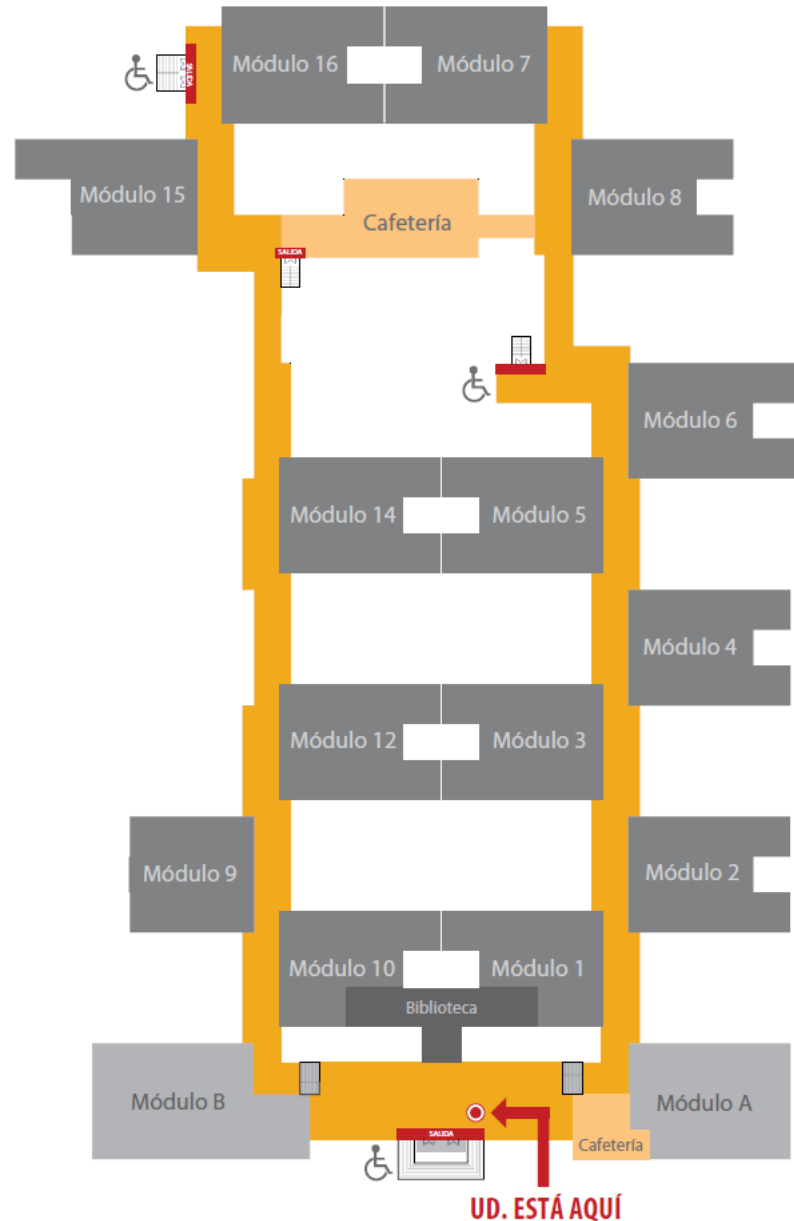 Módulo 16
Módulo 7
SALIDA
Módulo 15
Módulo 8
Cafetería
SALIDA
Módulo 6
Módulo 14
Módulo 5
Módulo 4
Módulo 12
Módulo 3
Módulo 9
Módulo 2
Módulo 10
Módulo 1
Biblioteca
Módulo B
Módulo A
SALIDA
Cafetería
UD. ESTÁ AQUÍ